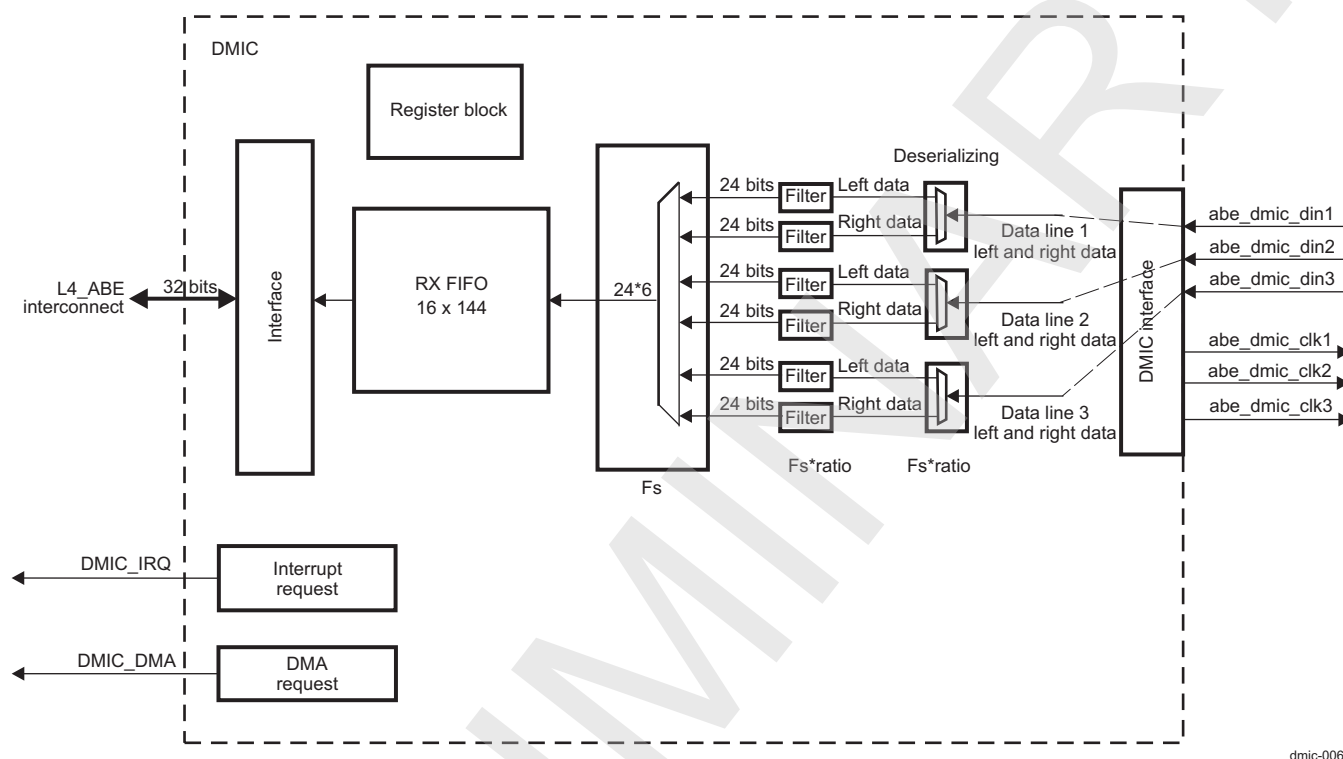 DMIC
Register block
Deserializing
24 bits
Filter
Left data
24 bits
Filter
Right data
Data line 1
left and right data
abe_dmic_din1
24 bits
Filter
Left data
abe_dmic_din2
L4_ABE
interconnect
32 bits
Interface
RX FIFO
16 x 144
24*6
24 bits
Filter
Right data
Data line 2
left and right data
DMIC interface
abe_dmic_din3
abe_dmic_clk1
24 bits
Filter
Left data
abe_dmic_clk2
24 bits
Filter
Right data
Data line 3
left and right data
abe_dmic_clk3
Fs*ratio
Fs*ratio
Fs
DMIC_IRQ
Interrupt
request
DMIC_DMA
DMA
request
dmic-006